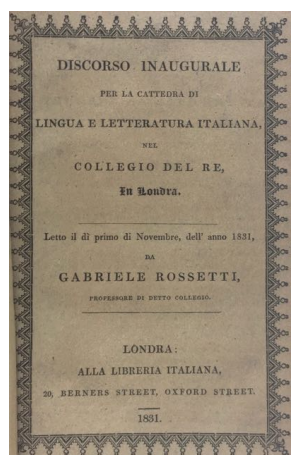 DISCORSO INAUGURALE
PER LA CATTEDRA DI
LINGUA E LETTERATURA ITALIANA,
NEL
COLLEGIO DEL RE,
In Londra.
Letto il dì primo di Novembre, dell' anno 1831,
DA
GABRIELE ROSSETTI,
PROFESSORE DI DETTO COLLEGIO.
LONDRA:
ALLA LIBRERIA ITALIANA,
20, BERNERS STREET, OXFORD STREET.
1831.